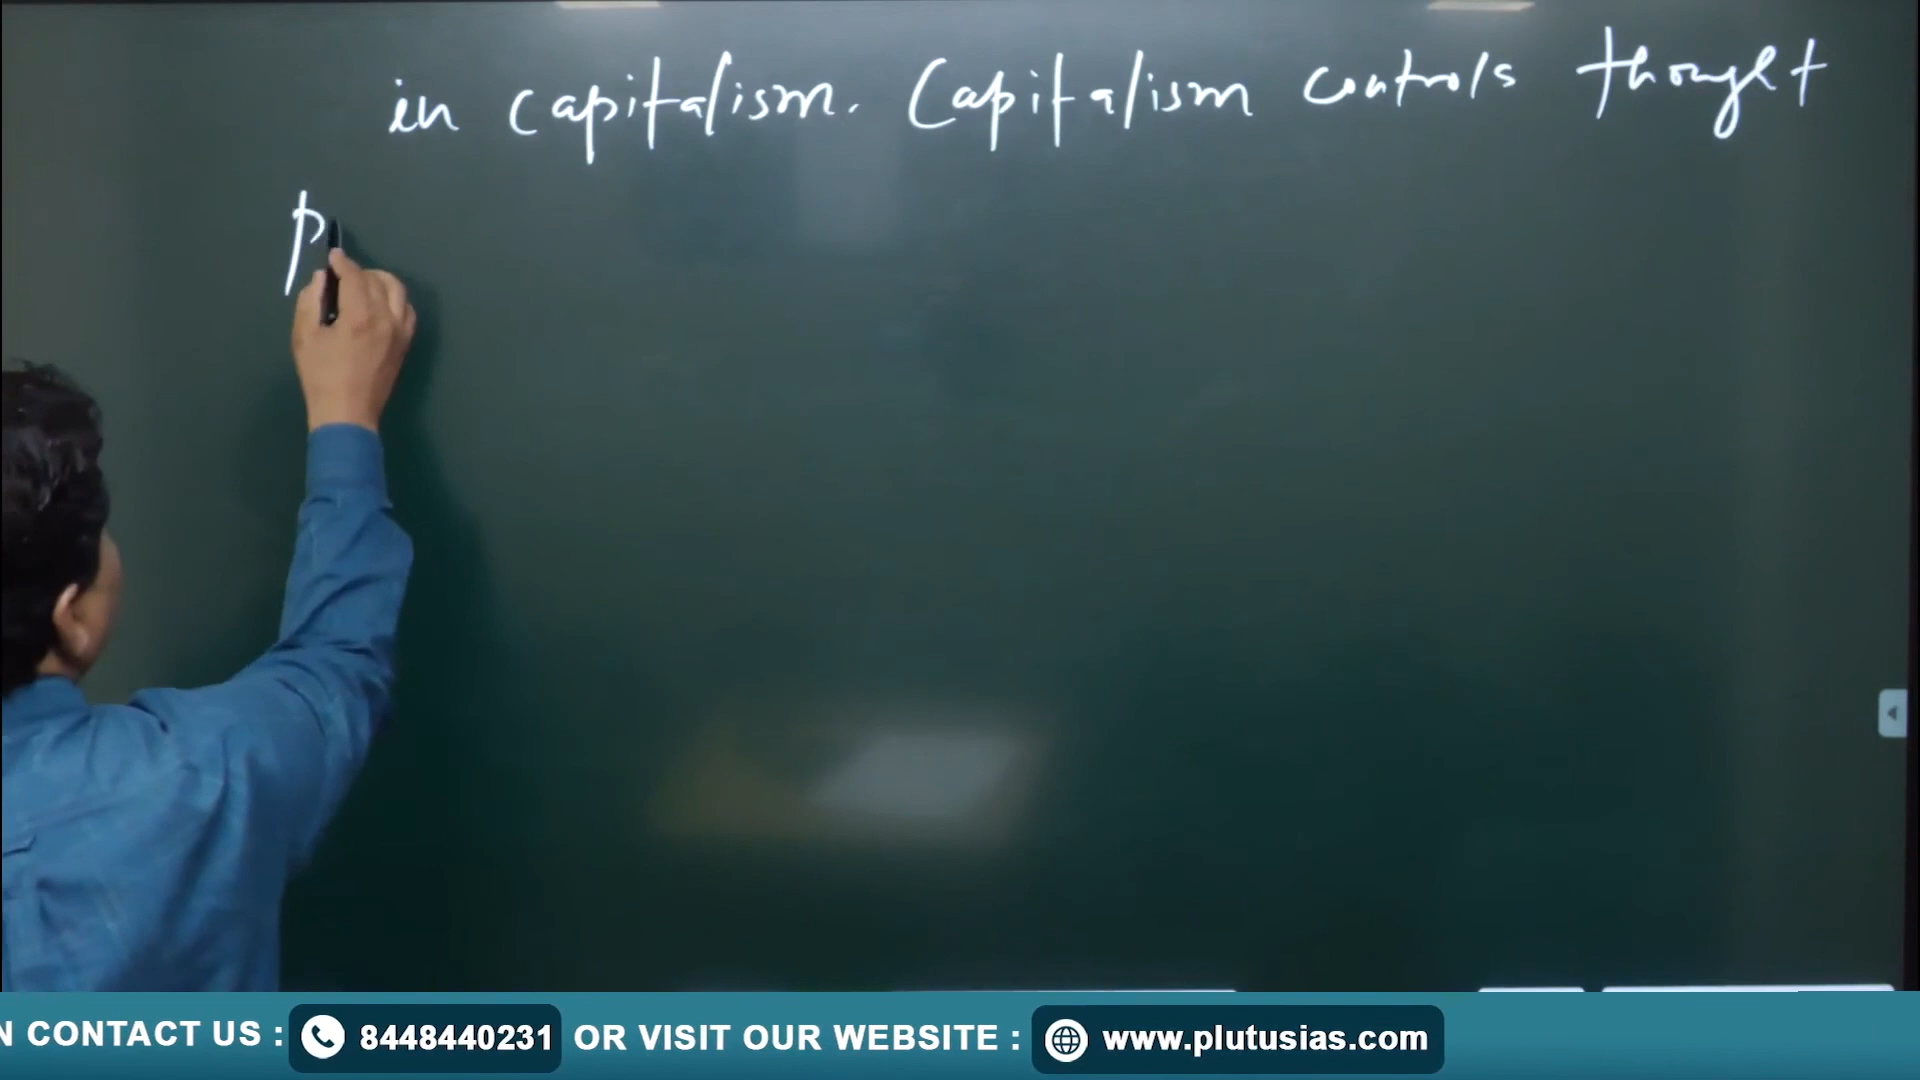 in capitalism. Capitalism controls thought
p
N CONTACT US : 8448440231 OR VISIT OUR WEBSITE : www.plutusias.com